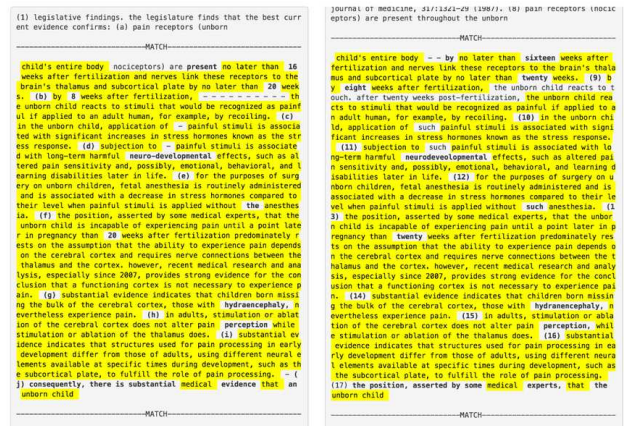 (1) legislative findings. the legislature finds that the best curr
ent evidence confirms: (a) pain receptors (unborn
MATCH
child's entire body nociceptors) are present no later than 16
weeks after fertilization and nerves link these receptors to the
brain's thalamus and subcortical plate by no later than 20 week
s. (b) by 8 weeks after fertilization, - - - - - - - - - th
e unborn child reacts to stimuli that would be recognized as painf
ul if applied to an adult human, for example, by recoiling. (c)
in the unborn child, application of - painful stimuli is associa
ted with significant increases in stress hormones known as the str
ess response. (d) subjection to - painful stimuli is associate
d with long-term harmful neuro-developmental effects, such as al
tered pain sensitivity and, possibly, emotional, behavioral, and l
earning disabilities later in life. (e) for the purposes of surg
ery on unborn children, fetal anesthesia is routinely administered
and is associated with a decrease in stress hormones compared to
their level when painful stimuli is applied without the anesthes
ia. (f) the position, asserted by some medical experts, that the
unborn child is incapable of experiencing pain until a point late
r in pregnancy than 20 weeks after fertilization predominately r
ests on the assumption that the ability to experience pain depends
on the cerebral cortex and requires nerve connections between the
thalamus and the cortex. however, recent medical research and ana
lysis, especially since 2007, provides strong evidence for the con
clusion that a functioning cortex is not necessary to experience p
ain. (g) substantial evidence indicates that children born missi
ng the bulk of the cerebral cortex, those with hydraencephaly, n
evertheless experience pain. (h) in adults, stimulation or ablat
ion of the cerebral cortex does not alter pain perception while
stimulation or ablation of the thalamus does. (i) substantial ev
idence indicates that structures used for pain processing in early
development differ from those of adults, using different neural e
lements available at specific times during development, such as th
e subcortical plate, to fulfill the role of pain processing. - (
j) consequently, there is substantial medical evidence that an
unborn child
MATCH
journal of medicine, 317:1321-29 (1987). (8) pain receptors (nocic
eptors) are present throughout the unborn
MATCH
child's entire body - - by no later than sixteen weeks after
fertilization and nerves link these receptors to the brain's thala
mus and subcortical plate by no later than twenty weeks. (9) b
y eight weeks after fertilization, the unborn child reacts to t
ouch. after twenty weeks post-fertilization, the unborn child rea
cts to stimuli that would be recognized as painful if applied to a
n adult human, for example, by recoiling. (10) in the unborn chi
ld, application of such painful stimuli is associated with signi
ficant increases in stress hormones known as the stress response.
(11) subjection to such painful stimuli is associated with lo
ng-term harmful neurodeveolopmental effects, such as altered pai
n sensitivity and, possibly, emotional, behavioral, and learning d
isabilities later in life. (12) for the purposes of surgery on u
nborn children, fetal anesthesia is routinely administered and is
associated with a decrease in stress hormones compared to their le
vel when painful stimuli is applied without such anesthesia. (1
3) the position, asserted by some medical experts, that the unbor
n child is incapable of experiencing pain until a point later in p
regnancy than twenty weeks after fertilization predominately res
ts on the assumption that the ability to experience pain depends o
n the cerebral cortex and requires nerve connections between the t
halamus and the cortex. however, recent medical research and analy
sis, especially since 2007, provides strong evidence for the concl
usion that a functioning cortex is not necessary to experience pai
n. (14) substantial evidence indicates that children born missin
g the bulk of the cerebral cortex, those with hydranencephaly, n
evertheless experience pain. (15) in adults, stimulation or abla
tion of the cerebral cortex does not alter pain perception, whil
e stimulation or ablation of the thalamus does. (16) substantial
evidence indicates that structures used for pain processing in ea
rly development differ from those of adults, using different neura
l elements available at specific times during development, such as
the subcortical plate, to fulfill the role of pain processing.
(17) the position, asserted by some medical experts, that the
unborn child
MATCH